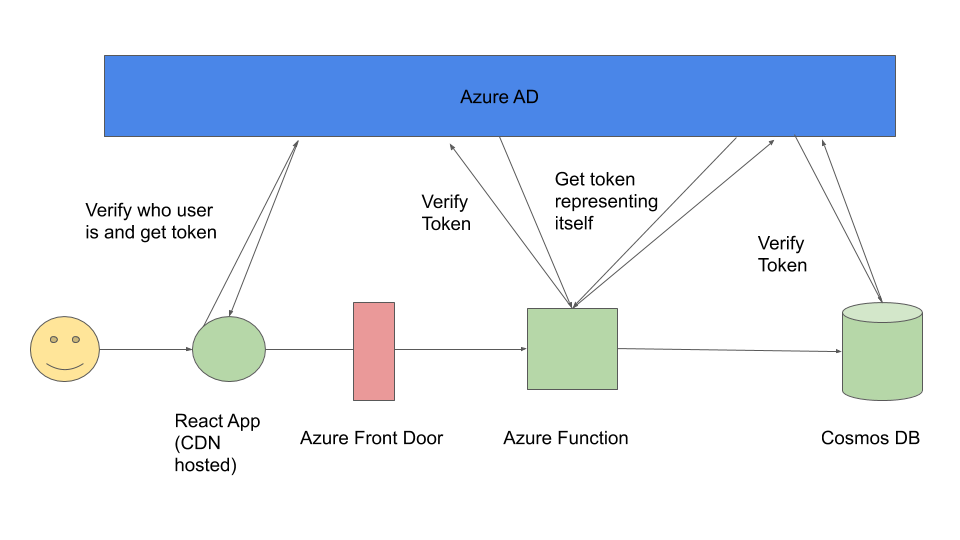 Azure AD
Verify who user
is and get token
Verify
Token
Get token
representing
itself
Verify
Token
React App
(CDN
hosted)
Azure Front Door
Azure Function
Cosmos DB